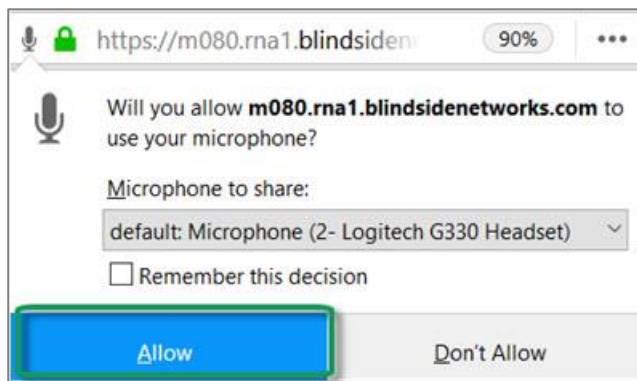 https://m080.rna1.blindsiden 90%
Will you allow m080.rna1.blindsidenetworks.com to
use your microphone?
Microphone to share:
default: Microphone (2- Logitech G330 Headset)
Remember this decision
Allow Don't Allow